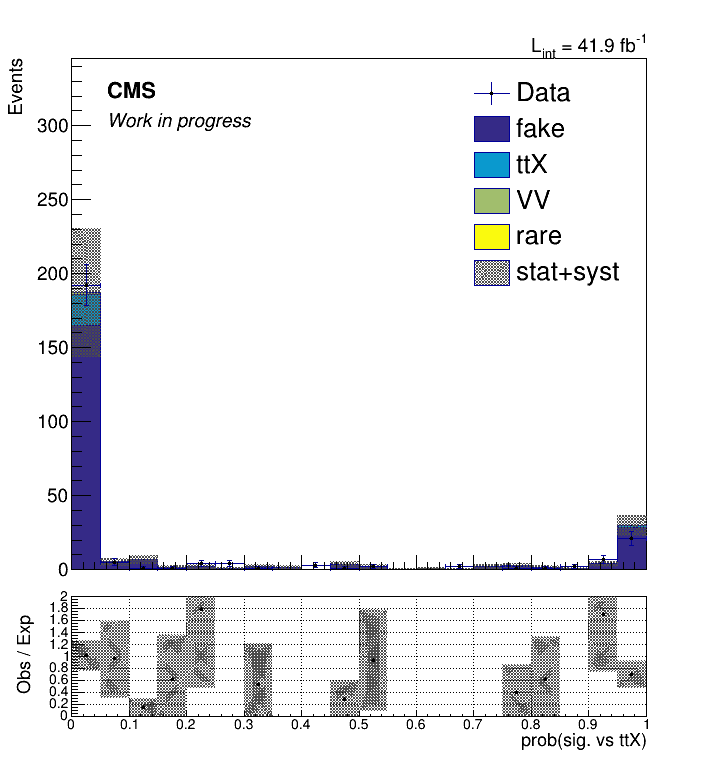 L_int = 41.9 fb^-1
Events
CMS
Work in progress
Data
fake
ttX
VV
rare
stat+syst
300
250
200
150
100
50
0
Obs / Exp
2
1.8
1.6
1.4
1.2
1
0.8
0.6
0.4
0.2
0
0 0.1 0.2 0.3 0.4 0.5 0.6 0.7 0.8 0.9 1
prob(sig. vs ttX)